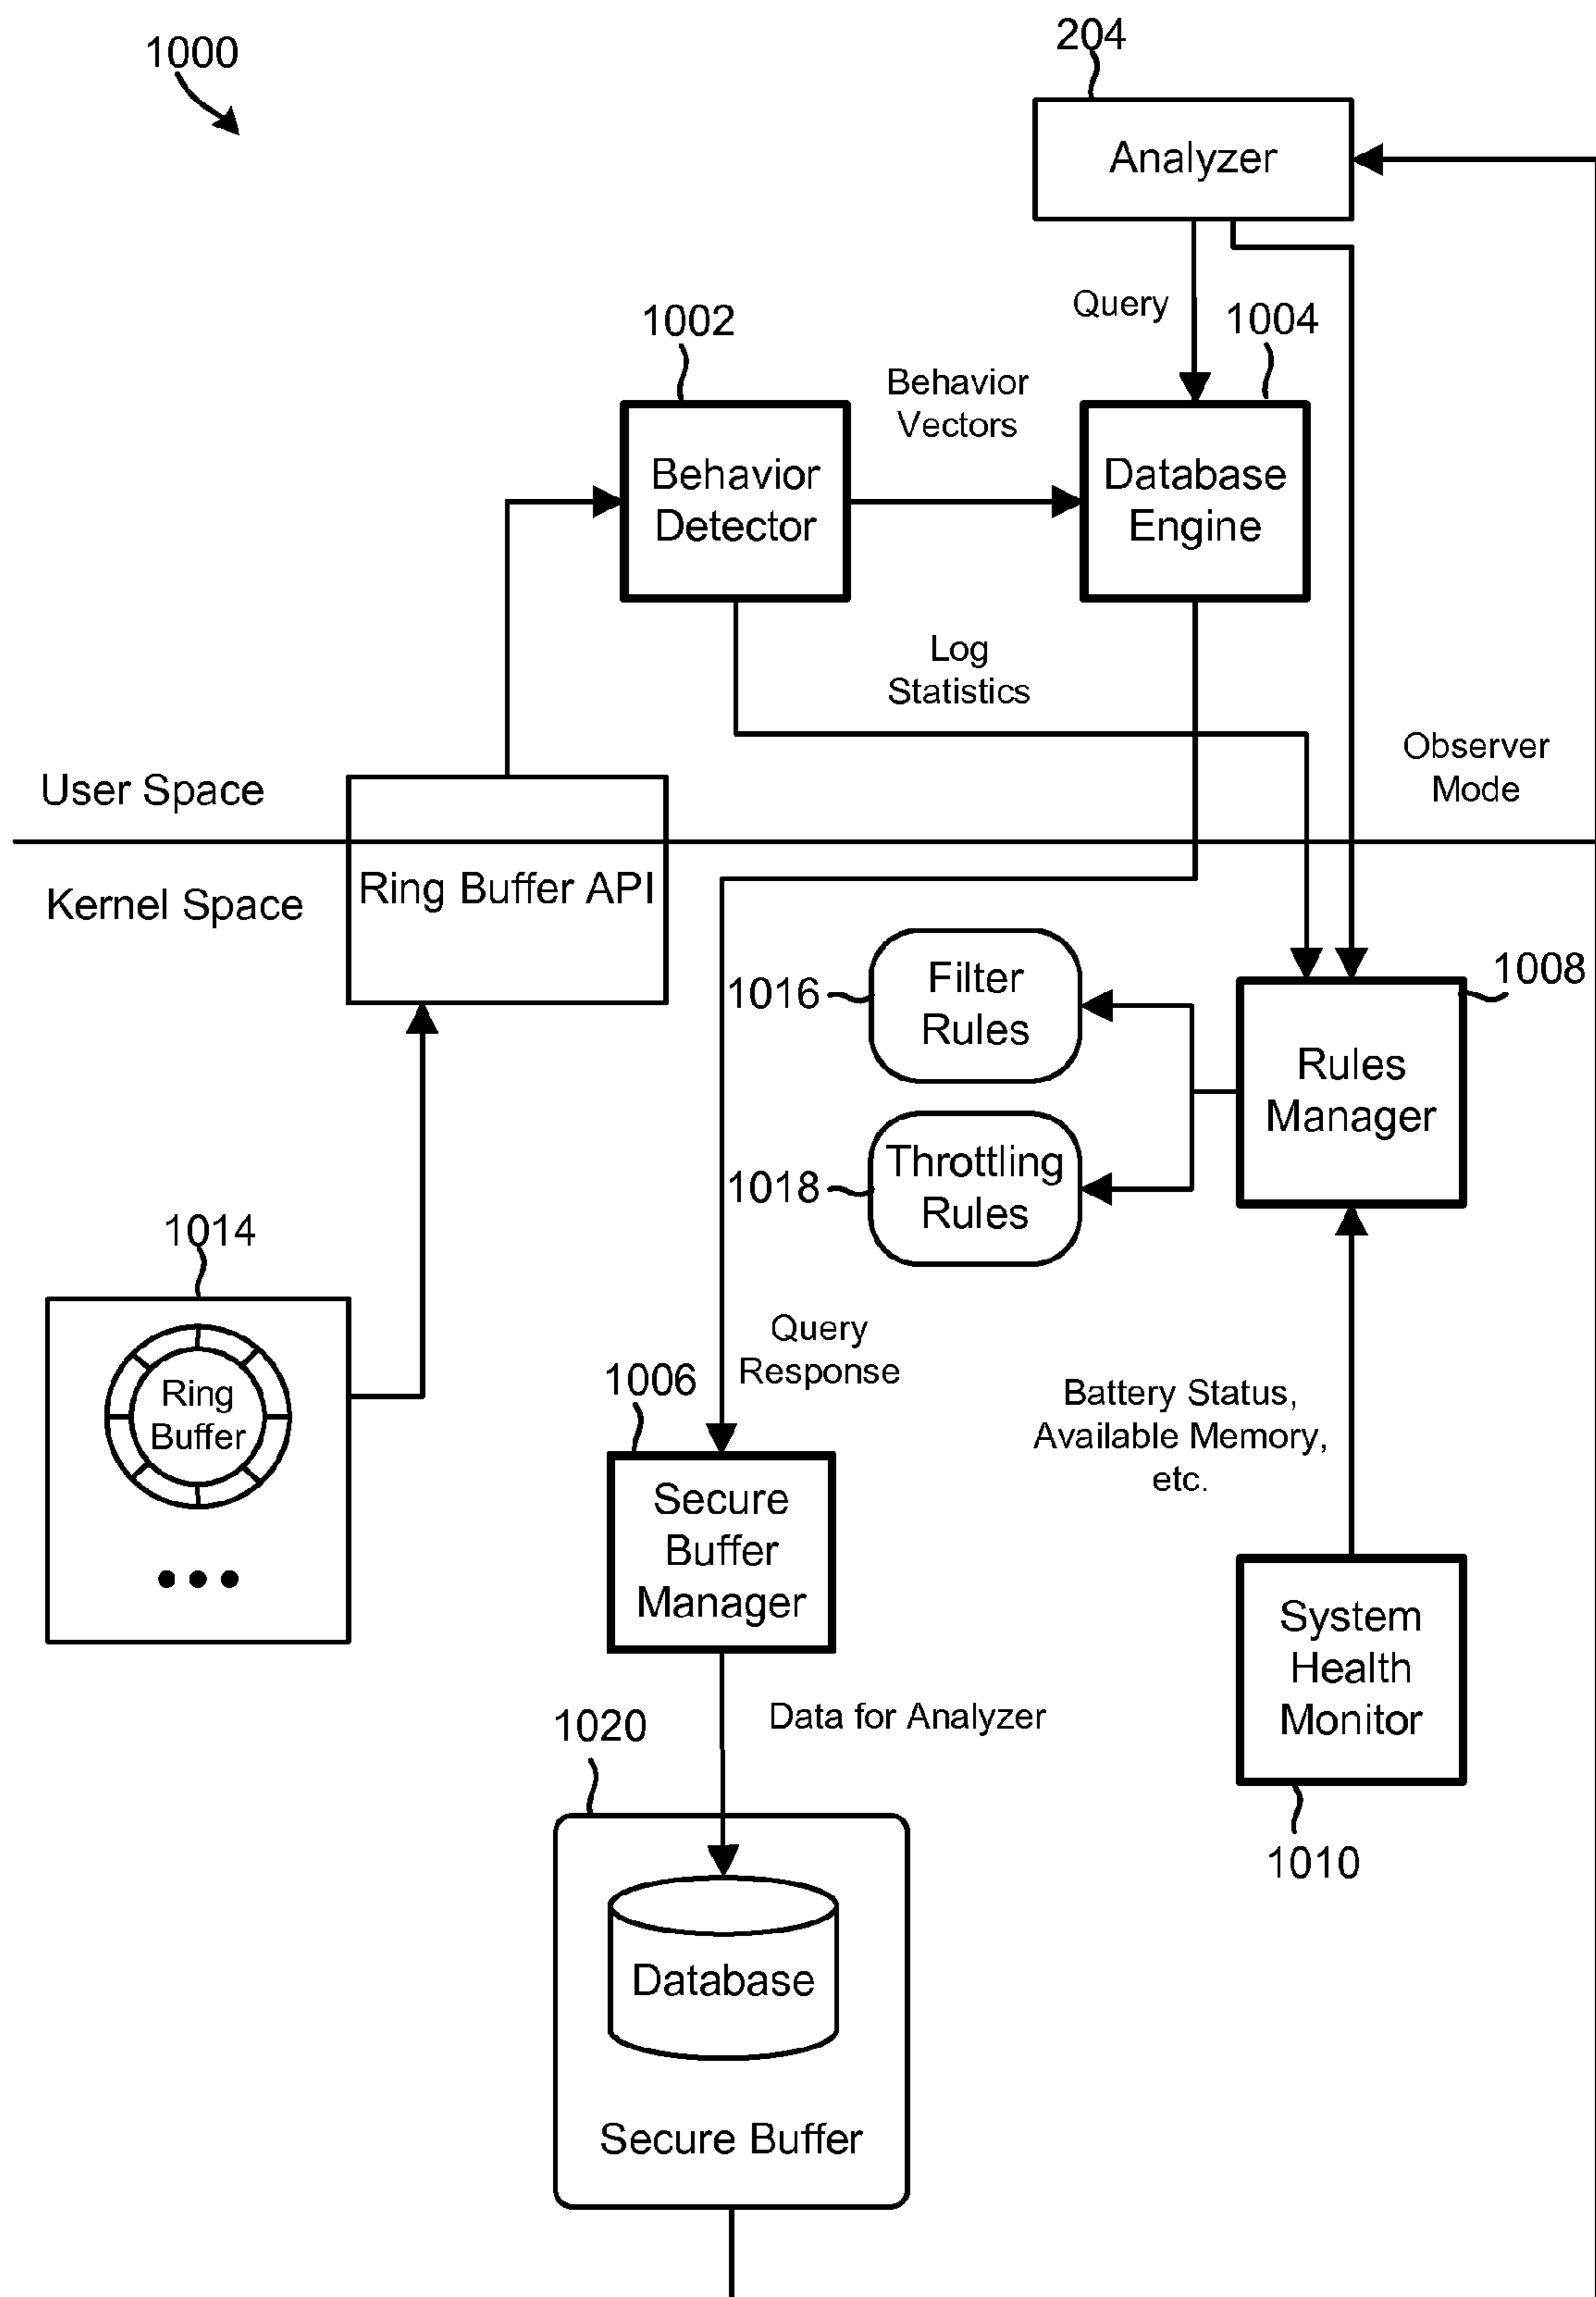 1000
204
Analyzer
Query
1004
1002
Behavior
Vectors
Behavior
Detector
Database
Engine
Log
Statistics
Observer
Mode
User Space
Kernel Space
Ring Buffer API
1008
1016
Filter
Rules
Rules
Manager
1018
Throttling
Rules
1014
Ring
Buffer
Query
Response
1006
Battery Status,
Available Memory,
etc.
Secure
Buffer
Manager
System
Health
Monitor
1010
Data for Analyzer
1020
Database
Secure Buffer